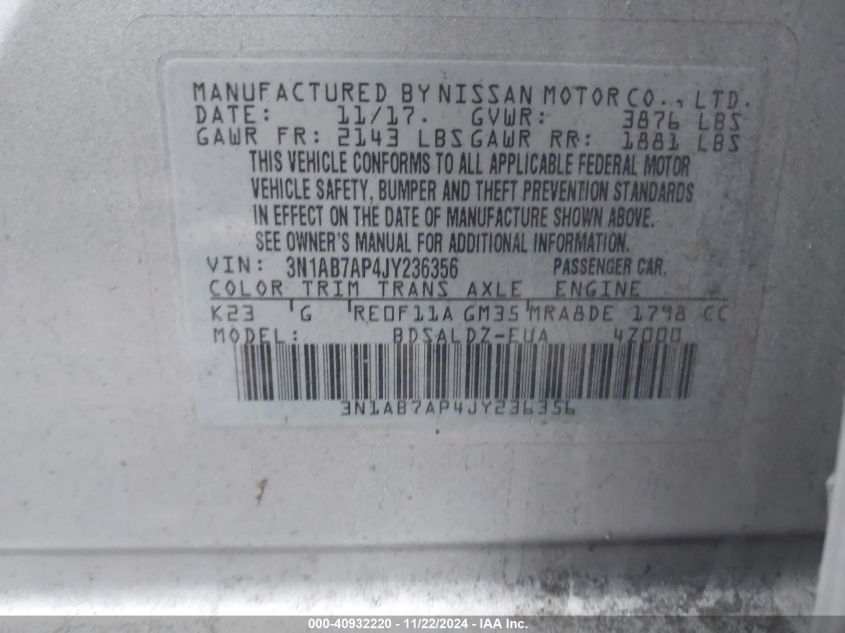 MANUFACTURED BY NISSAN MOTOR CO., LTD.
DATE: 11/17. GVWR: 3876 LBS
GAWR FR: 2143 LBS GAWR RR: 1881 LBS
THIS VEHICLE CONFORMS TO ALL APPLICABLE FEDERAL MOTOR
VEHICLE SAFETY, BUMPER AND THEFT PREVENTION STANDARDS
IN EFFECT ON THE DATE OF MANUFACTURE SHOWN ABOVE.
SEE OWNER'S MANUAL FOR ADDITIONAL INFORMATION.
VIN: 3N1AB7AP4JY236356 PASSENGER CAR.
COLOR TRIM TRANS AXLE ENGINE
K23 G RE0F11A GM35 MRA8DE 1798 CC
MODEL: BDSALDZ-EUA 4Z000
3N1AB7AP4JY236356
000-40932220 - 11/22/2024 - IAA Inc.